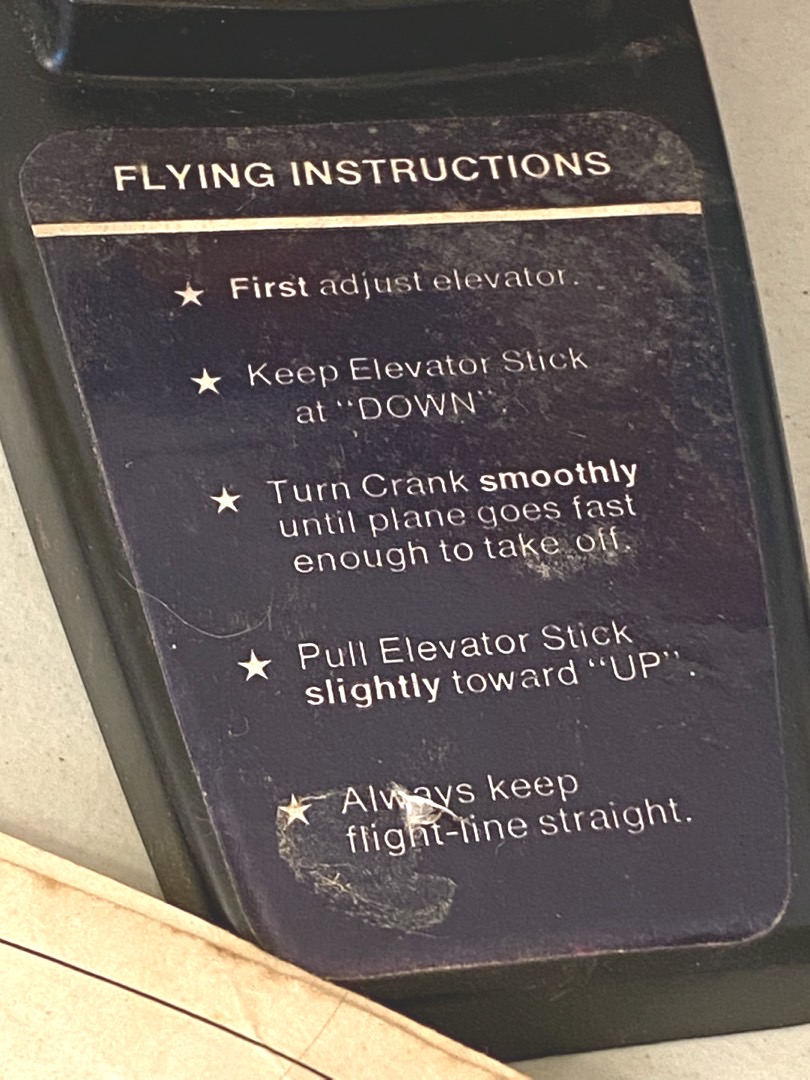 FLYING INSTRUCTIONS
★ First adjust elevator.
★ Keep Elevator Stick
at “DOWN”.
★ Turn Crank smoothly
until plane goes fast
enough to take off.
★ Pull Elevator Stick
slightly toward “UP”.
★ Always keep
flight-line straight.